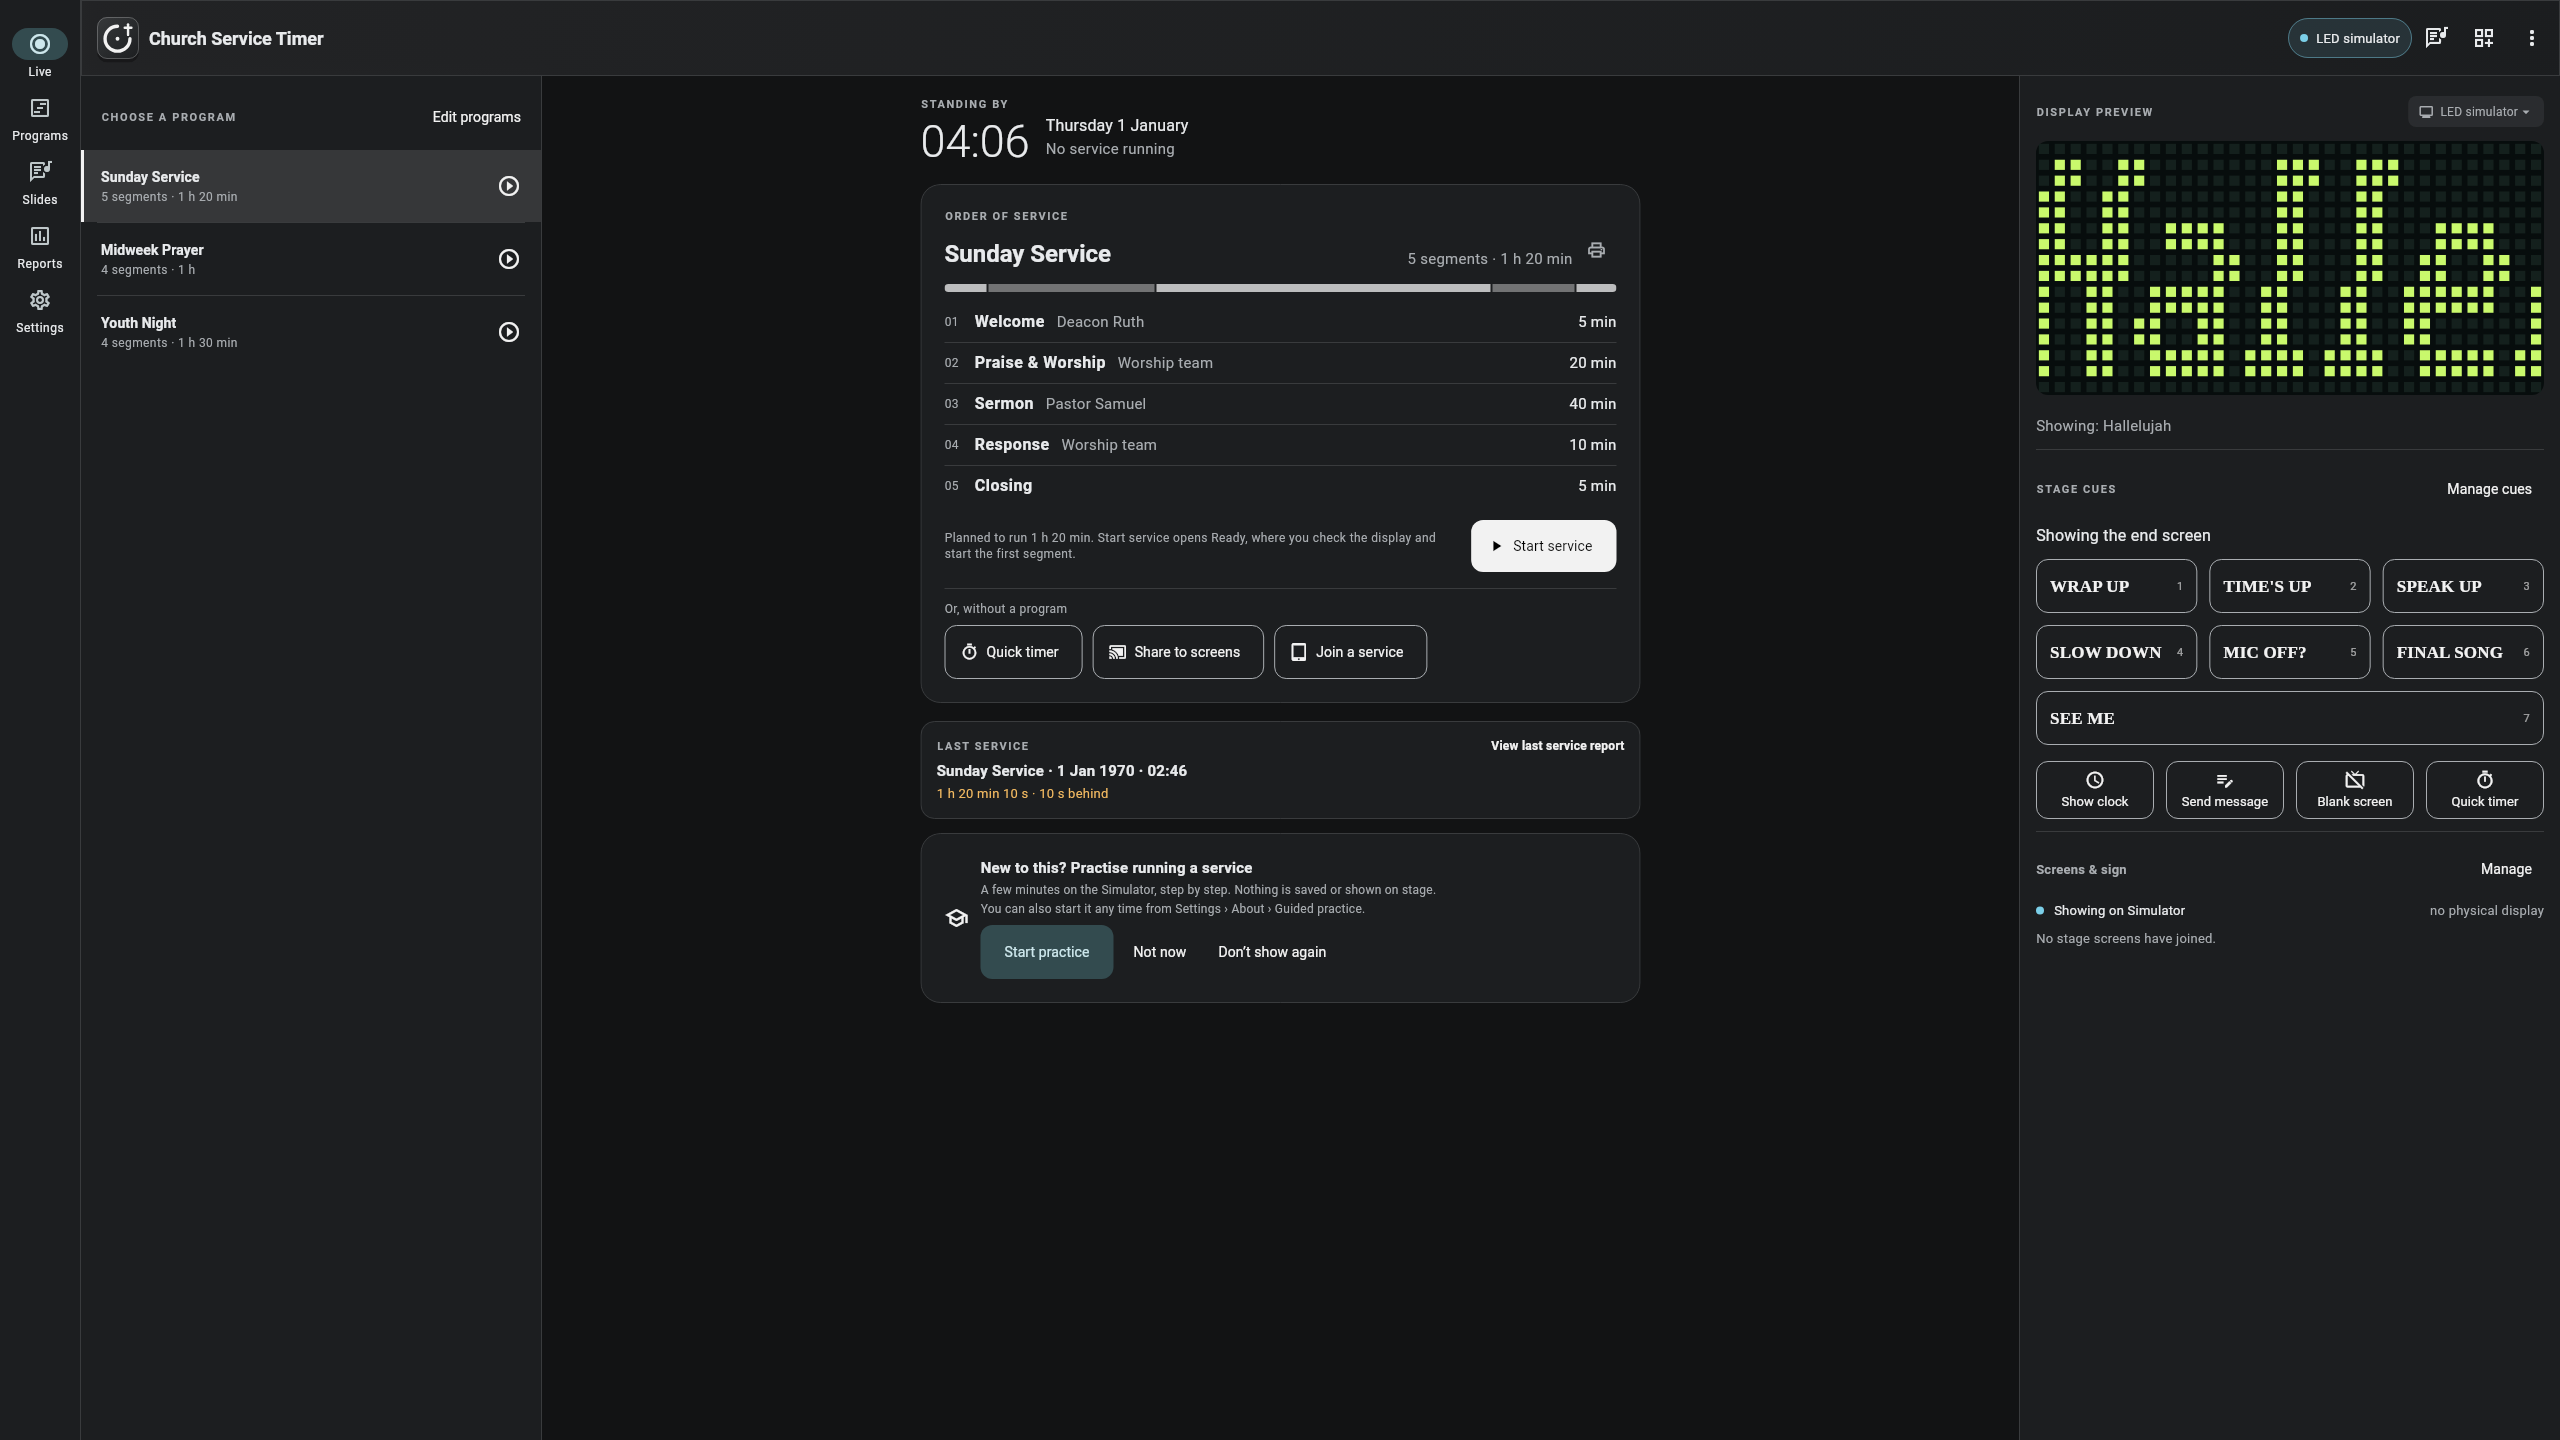 Live
Programs
Slides
Reports
Settings
Church Service Timer
LED simulator
CHOOSE A PROGRAM
Edit programs
Sunday Service
5 segments · 1 h 20 min
Midweek Prayer
4 segments · 1 h
Youth Night
4 segments · 1 h 30 min
STANDING BY
04:06
Thursday 1 January
No service running
ORDER OF SERVICE
Sunday Service
5 segments · 1 h 20 min
01 Welcome Deacon Ruth 5 min
02 Praise & Worship Worship team 20 min
03 Sermon Pastor Samuel 40 min
04 Response Worship team 10 min
05 Closing 5 min
Planned to run 1 h 20 min. Start service opens Ready, where you check the display and
start the first segment.
Start service
Or, without a program
Quick timer
Share to screens
Join a service
LAST SERVICE
View last service report
Sunday Service · 1 Jan 1970 · 02:46
1 h 20 min 10 s · 10 s behind
New to this? Practise running a service
A few minutes on the Simulator, step by step. Nothing is saved or shown on stage.
You can also start it any time from Settings › About › Guided practice.
Start practice
Not now
Don’t show again
DISPLAY PREVIEW
LED simulator
Halle
Showing: Hallelujah
STAGE CUES
Manage cues
Showing the end screen
WRAP UP 1
TIME'S UP 2
SPEAK UP 3
SLOW DOWN 4
MIC OFF? 5
FINAL SONG 6
SEE ME 7
Show clock
Send message
Blank screen
Quick timer
Screens & sign
Manage
Showing on Simulator
no physical display
No stage screens have joined.